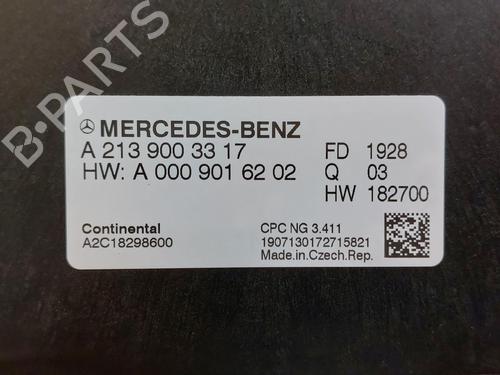 B-PARTS
MERCEDES-BENZ
A 213 900 33 17 FD 1928
HW: A 000 901 62 02 Q 03
HW 182700
Continental CPC NG 3.411
A2C18298600 1907130172715821
Made.in.Czech.Rep.